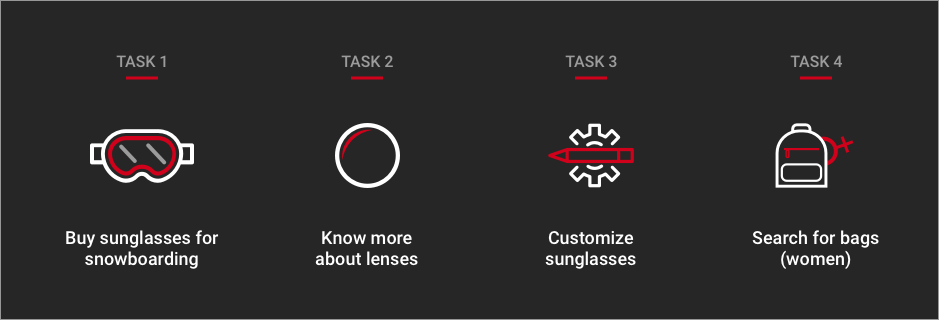 TASK 1
Buy sunglasses for
snowboarding
TASK 2
Know more
about lenses
TASK 3
Customize
sunglasses
TASK 4
Search for bags
(women)